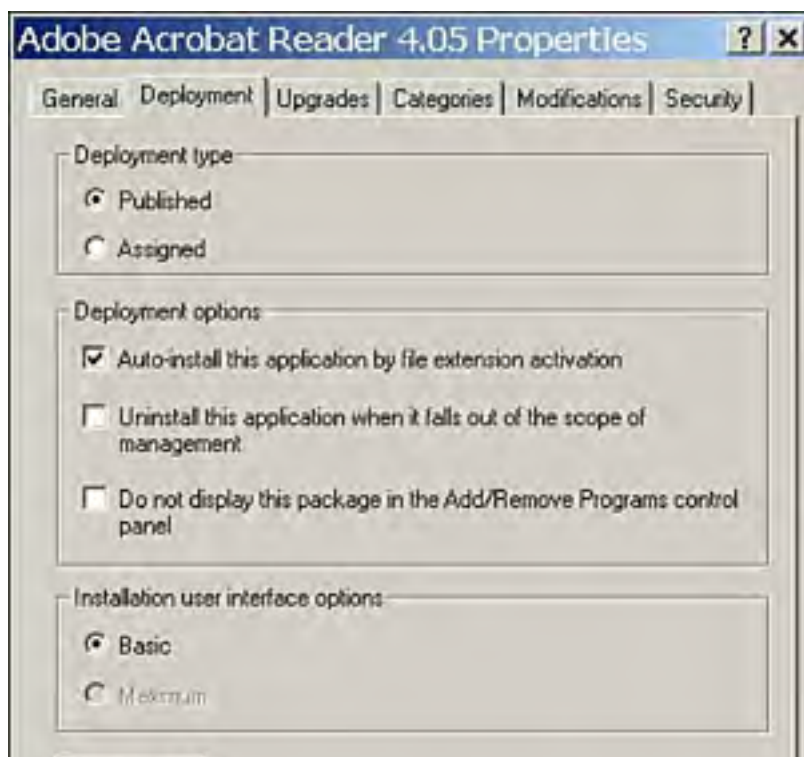 Adobe Acrobat Reader 4.05 Properties
General Deployment Upgrades Categories Modifications Security
Deployment type
Published
Assigned
Deployment options
Auto-install this application by file extension activation
Uninstall this application when it falls out of the scope of
management
Do not display this package in the Add/Remove Programs control
panel
Installation user interface options
Basic
Maximum